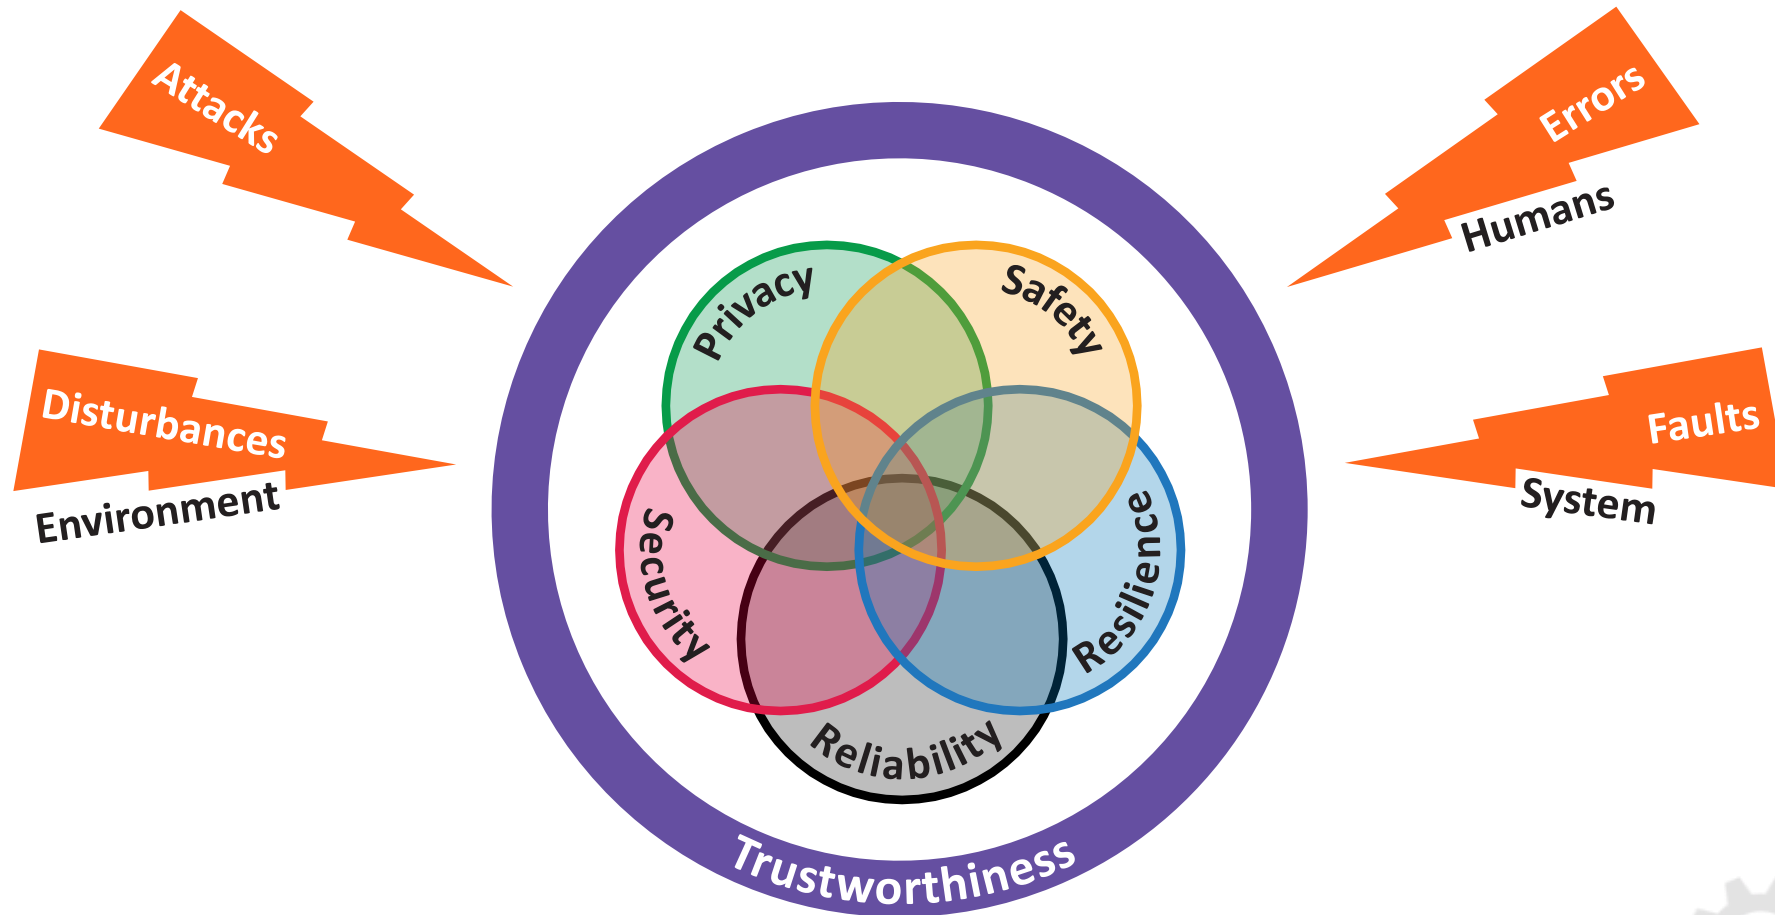 Attacks
Errors
Humans
Privacy
Safety
Disturbances
Environment
Faults
System
Security
Resilience
Reliability
Trustworthiness